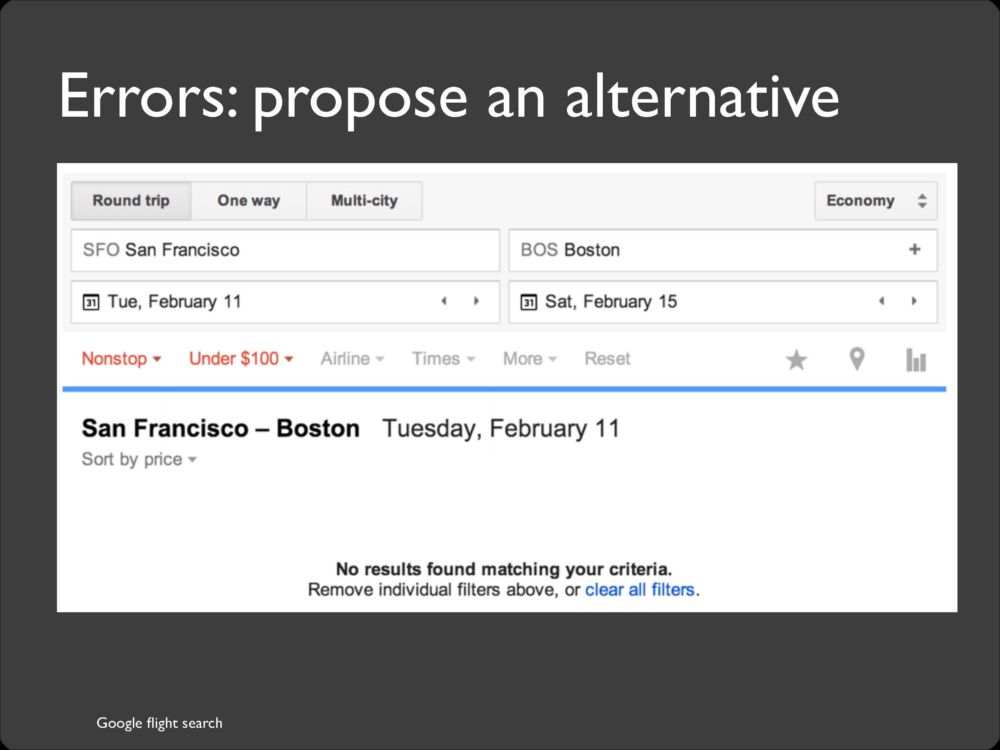 Errors: propose an alternative
Round trip One way Multi-city Economy
SFO San Francisco BOS Boston +
31 Tue, February 11 31 Sat, February 15
Nonstop Under $100 Airline Times More Reset
San Francisco – Boston Tuesday, February 11
Sort by price
No results found matching your criteria.
Remove individual filters above, or clear all filters.
Google flight search